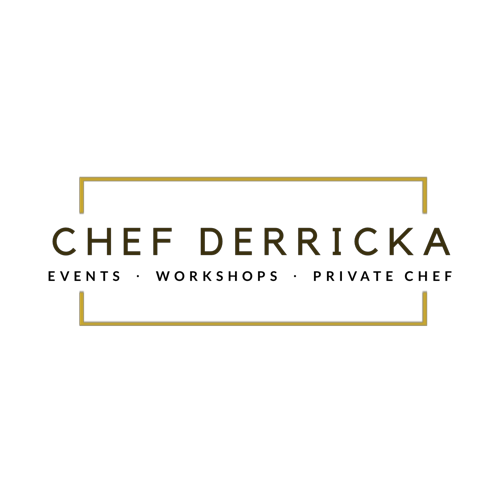 CHEF DERRICKA
EVENTS · WORKSHOPS · PRIVATE CHEF